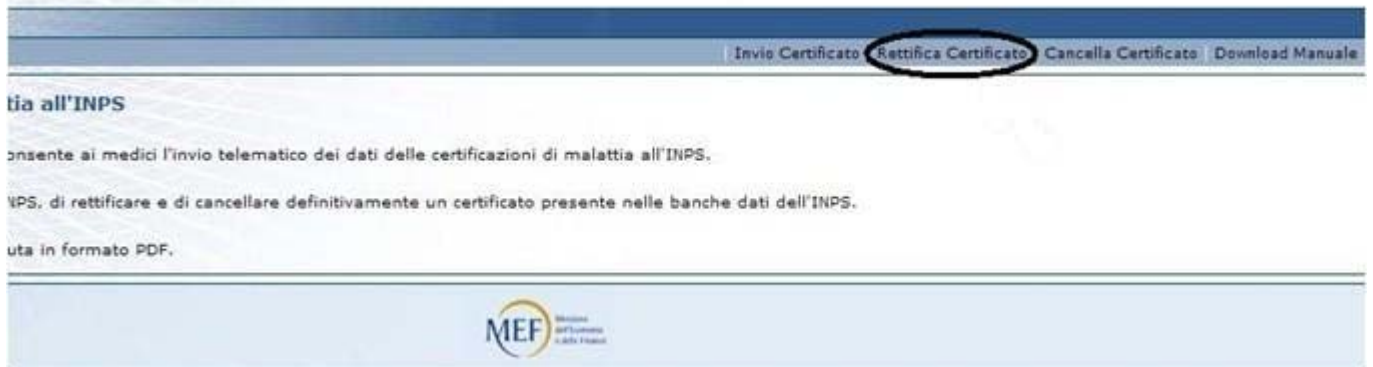 Invio Certificato Rettifica Certificato Cancella Certificato Download Manuale
tia all'INPS
onsente ai medici l'invio telematico dei dati delle certificazioni di malattia all'INPS.
NPS, di rettificare e di cancellare definitivamente un certificato presente nelle banche dati dell'INPS.
uta in formato PDF.
MEF